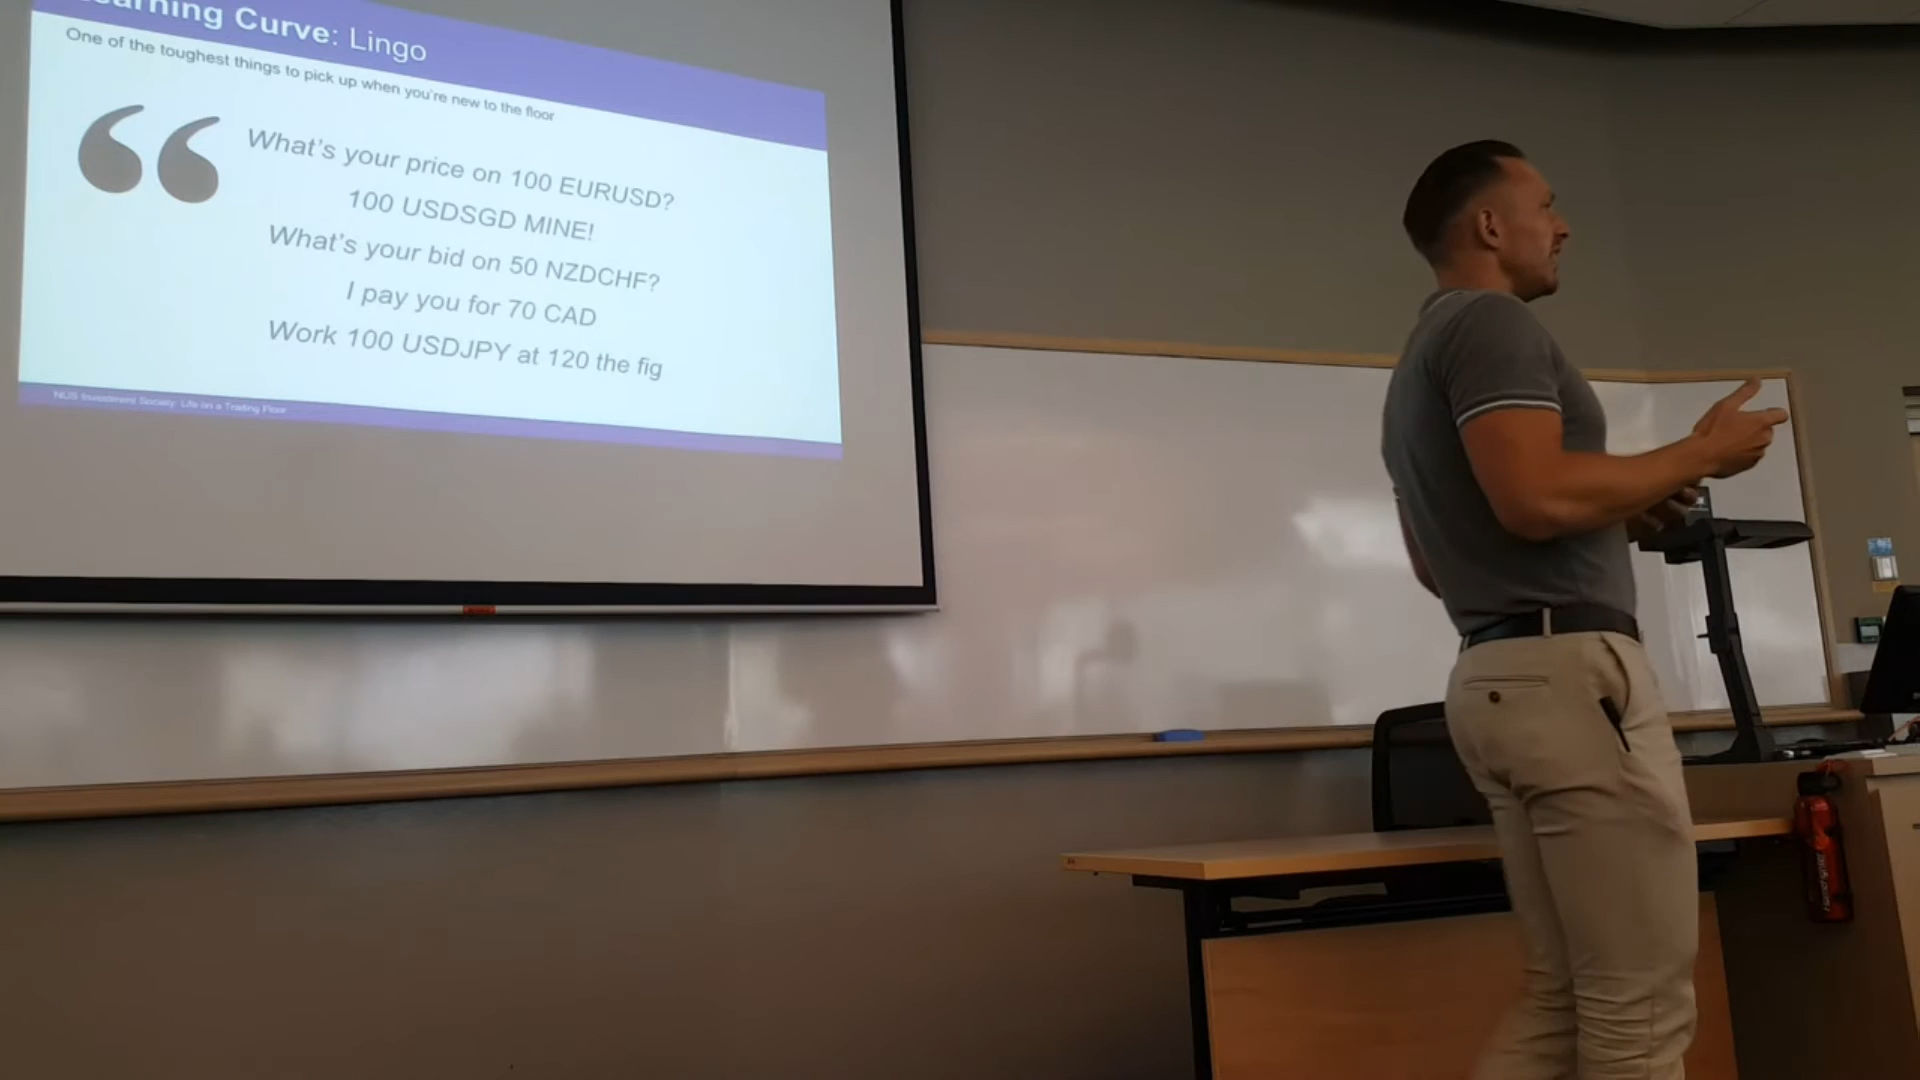 Learning Curve: Lingo
One of the toughest things to pick up when you're new to the floor
What's your price on 100 EURUSD?
100 USDSGD MINE!
What's your bid on 50 NZDCHF?
I pay you for 70 CAD
Work 100 USDJPY at 120 the fig
NUS Investment Society: Life on a Trading Floor